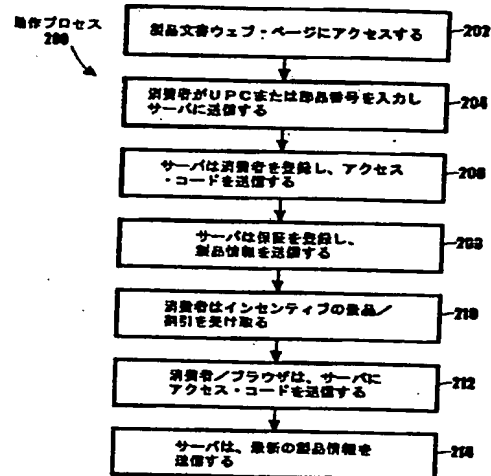 動作プロセス
200
製品文書ウェブ・ページにアクセスする
202
消費者がUPCまたは部品番号を入力し
サーバに送信する
204
サーバは消費者を登録し、アクセス
・コードを送信する
206
サーバは保証を登録し、
製品情報を送信する
208
消費者はインセンティブの景品/
割引を受け取る
210
消費者/ブラウザは、サーバに
アクセス・コードを送信する
212
サーバは、最新の製品情報を
送信する
214